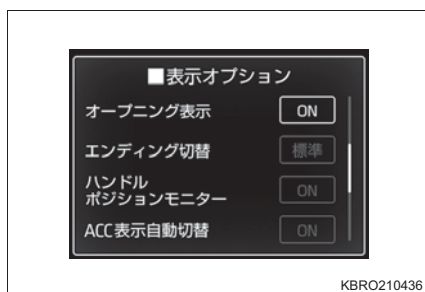 ■表示オプション
オープニング表示 ON
エンディング切替 標準
ハンドル
ポジションモニター ON
ACC表示自動切替 ON
KBRO210436